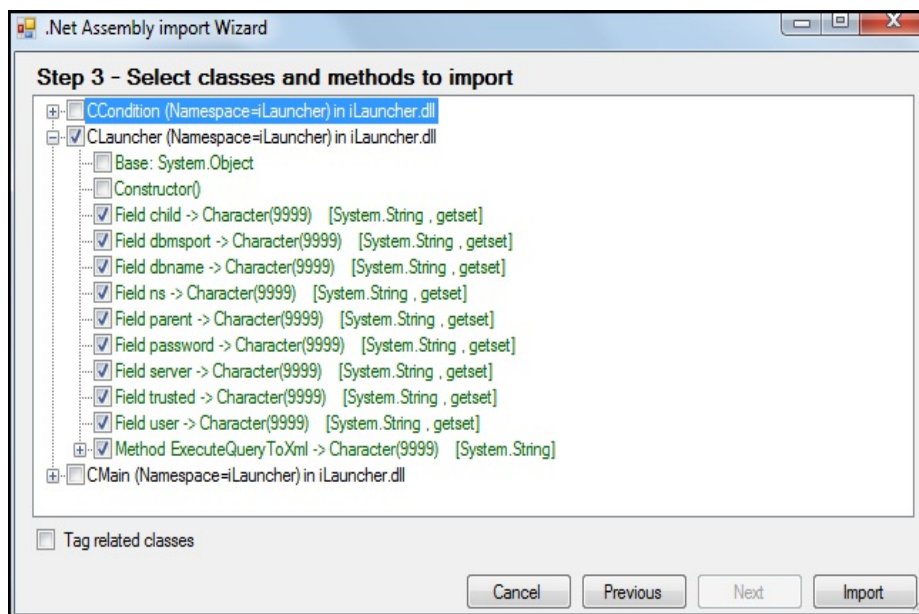 .Net Assembly import Wizard
Step 3 - Select classes and methods to import
CCondition (Namespace=iLauncher) in iLauncher.dll
CLauncher (Namespace=iLauncher) in iLauncher.dll
Base: System.Object
Constructor()
Field child -> Character(9999) [System.String , getset]
Field dbmsport -> Character(9999) [System.String , getset]
Field dbname -> Character(9999) [System.String , getset]
Field ns -> Character(9999) [System.String , getset]
Field parent -> Character(9999) [System.String , getset]
Field password -> Character(9999) [System.String , getset]
Field server -> Character(9999) [System.String , getset]
Field trusted -> Character(9999) [System.String , getset]
Field user -> Character(9999) [System.String , getset]
Method ExecuteQueryToXml -> Character(9999) [System.String]
CMain (Namespace=iLauncher) in iLauncher.dll
Tag related classes
Cancel Previous Next Import